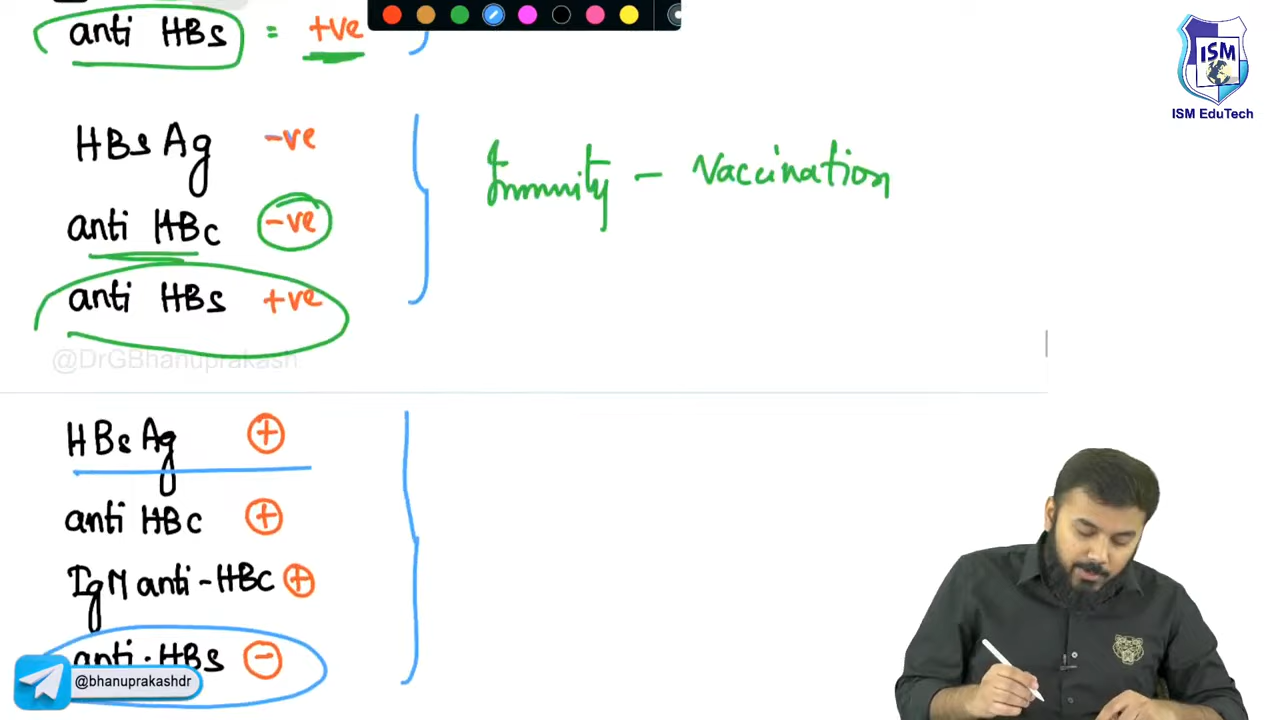 anti HBs = +ve
ISM
ISM EduTech
HBsAg -ve
anti HBc -ve
anti HBs +ve
Immunity - Vaccination
@DrGBhanuprakash
HBsAg +
anti HBc +
IgM anti-HBc +
anti-HBs -
@bhanuprakashdr